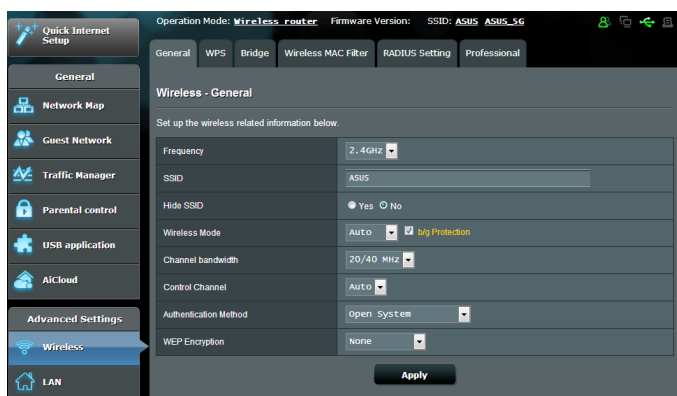 Quick Internet
Setup
Operation Mode: Wireless router Firmware Version: SSID: ASUS ASUS_5G
General WPS Bridge Wireless MAC Filter RADIUS Setting Professional
General
Network Map
Guest Network
Traffic Manager
Parental control
USB application
AiCloud
Advanced Settings
Wireless
LAN
Wireless - General
Set up the wireless related information below.
Frequency 2.4GHz
SSID ASUS
Hide SSID Yes No
Wireless Mode Auto b/g Protection
Channel bandwidth 20/40 MHz
Control Channel Auto
Authentication Method Open System
WEP Encryption None
Apply